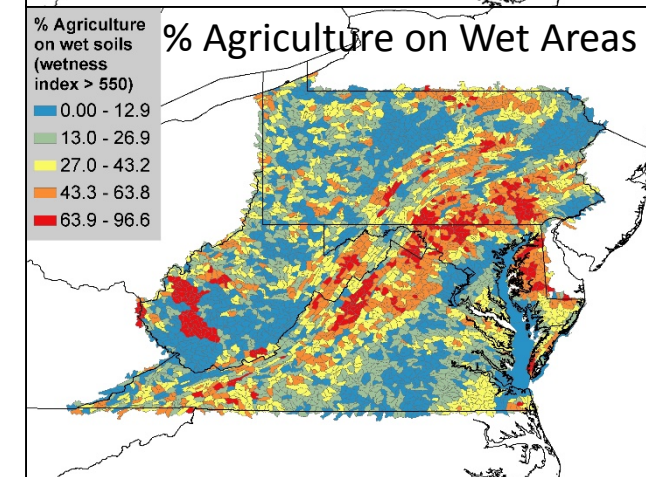 % Agriculture on Wet Areas
% Agriculture
on wet soils
(wetness
index > 550)
0.00 - 12.9
13.0 - 26.9
27.0 - 43.2
43.3 - 63.8
63.9 - 96.6